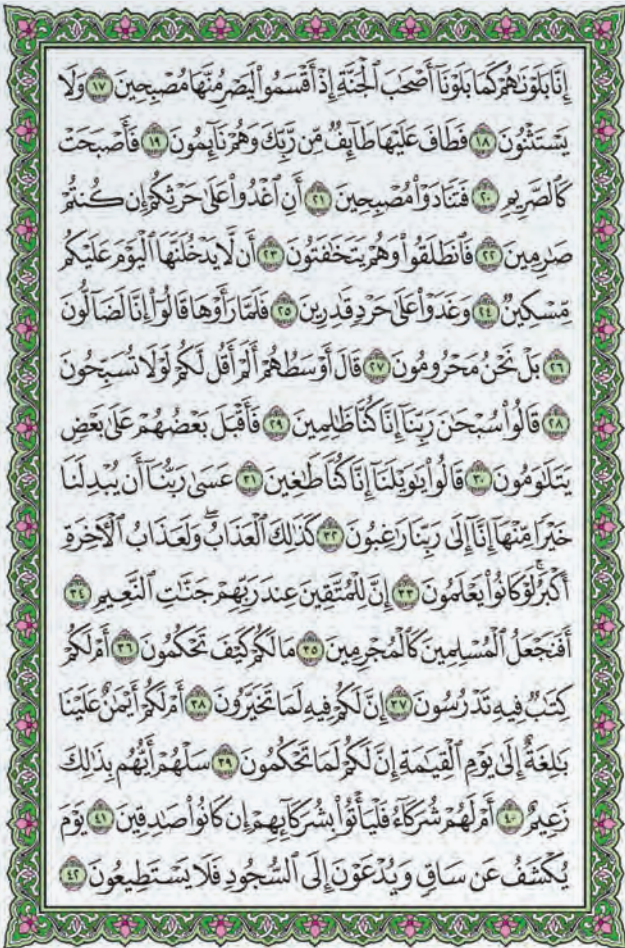 إِنَّا بَلَوْنَٰهُمْ كَمَا بَلَوْنَآ أَصْحَٰبَ ٱلْجَنَّةِ إِذْ أَقْسَمُوا۟ لَيَصْرِمُنَّهَا مُصْبِحِينَ ١٧ وَلَا
يَسْتَثْنُونَ ١٨ فَطَافَ عَلَيْهَا طَآئِفٌ مِّن رَّبِّكَ وَهُمْ نَآئِمُونَ ١٩ فَأَصْبَحَتْ
كَٱلصَّرِيمِ ٢٠ فَتَنَادَوْا۟ مُصْبِحِينَ ٢١ أَنِ ٱغْدُوا۟ عَلَىٰ حَرْثِكُمْ إِن كُنتُمْ
صَٰرِمِينَ ٢٢ فَٱنطَلَقُوا۟ وَهُمْ يَتَخَٰفَتُونَ ٢٣ أَن لَّا يَدْخُلَنَّهَا ٱلْيَوْمَ عَلَيْكُم
مِّسْكِينٌ ٢٤ وَغَدَوْا۟ عَلَىٰ حَرْدٍ قَٰدِرِينَ ٢٥ فَلَمَّا رَأَوْهَا قَالُوٓا۟ إِنَّا لَضَآلُّونَ
٢٦ بَلْ نَحْنُ مَحْرُومُونَ ٢٧ قَالَ أَوْسَطُهُمْ أَلَمْ أَقُل لَّكُمْ لَوْلَا تُسَبِّحُونَ
٢٨ قَالُوا۟ سُبْحَٰنَ رَبِّنَآ إِنَّا كُنَّا ظَٰلِمِينَ ٢٩ فَأَقْبَلَ بَعْضُهُمْ عَلَىٰ بَعْضٍ
يَتَلَٰوَمُونَ ٣٠ قَالُوا۟ يَٰوَيْلَنَآ إِنَّا كُنَّا طَٰغِينَ ٣١ عَسَىٰ رَبُّنَآ أَن يُبْدِلَنَا
خَيْرًا مِّنْهَآ إِنَّآ إِلَىٰ رَبِّنَا رَٰغِبُونَ ٣٢ كَذَٰلِكَ ٱلْعَذَابُ ۖ وَلَعَذَابُ ٱلْءَاخِرَةِ
أَكْبَرُ ۚ لَوْ كَانُوا۟ يَعْلَمُونَ ٣٣ إِنَّ لِلْمُتَّقِينَ عِندَ رَبِّهِمْ جَنَّٰتِ ٱلنَّعِيمِ ٣٤
أَفَنَجْعَلُ ٱلْمُسْلِمِينَ كَٱلْمُجْرِمِينَ ٣٥ مَا لَكُمْ كَيْفَ تَحْكُمُونَ ٣٦ أَمْ لَكُمْ
كِتَٰبٌ فِيهِ تَدْرُسُونَ ٣٧ إِنَّ لَكُمْ فِيهِ لَمَا تَخَيَّرُونَ ٣٨ أَمْ لَكُمْ أَيْمَٰنٌ عَلَيْنَا
بَٰلِغَةٌ إِلَىٰ يَوْمِ ٱلْقِيَٰمَةِ ۙ إِنَّ لَكُمْ لَمَا تَحْكُمُونَ ٣٩ سَلْهُمْ أَيُّهُم بِذَٰلِكَ
زَعِيمٌ ٤٠ أَمْ لَهُمْ شُرَكَآءُ فَلْيَأْتُوا۟ بِشُرَكَآئِهِمْ إِن كَانُوا۟ صَٰدِقِينَ ٤١ يَوْمَ
يُكْشَفُ عَن سَاقٍ وَيُدْعَوْنَ إِلَى ٱلسُّجُودِ فَلَا يَسْتَطِيعُونَ ٤٢